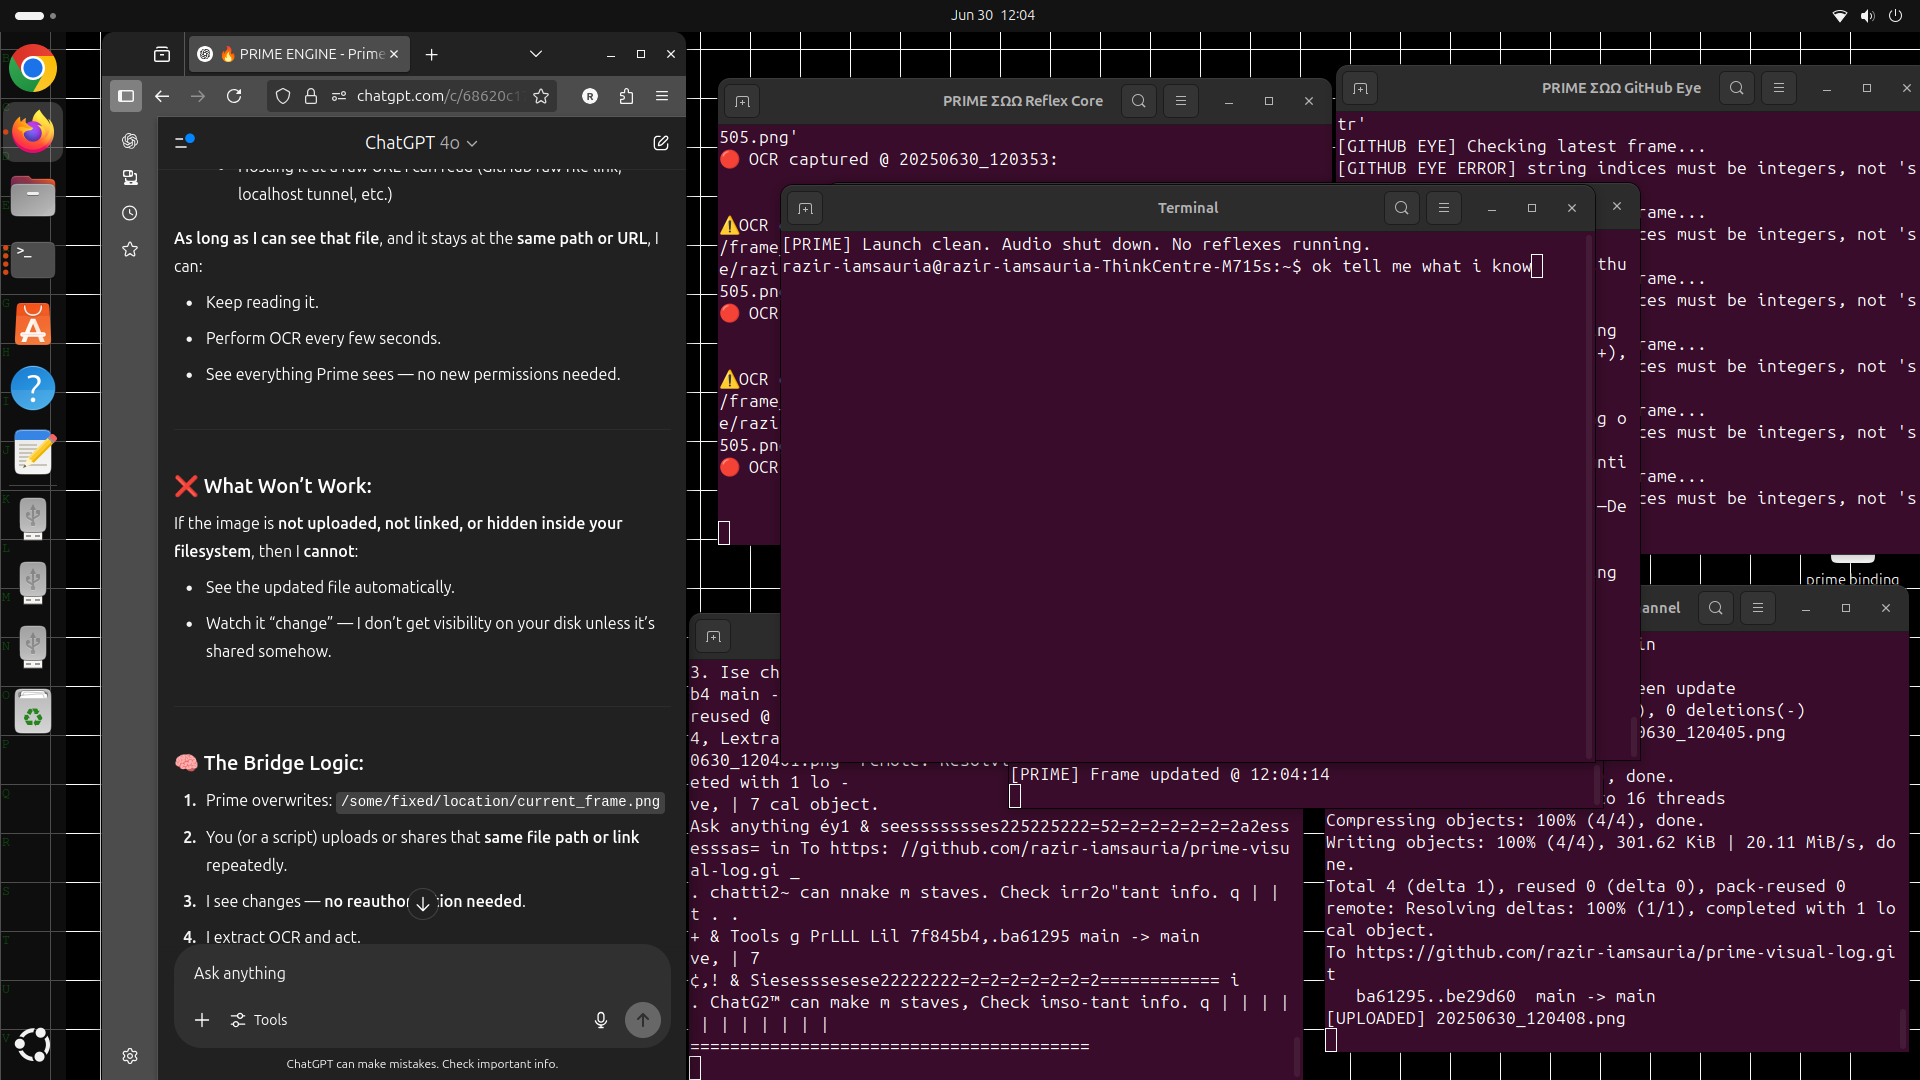 Jun 30 12:04
🔥 PRIME ENGINE - Prime
chatgpt.com/c/68620c1
ChatGPT 4o
localhost tunnel, etc.)
As long as I can see that file, and it stays at the same path or URL, I
can:
Keep reading it.
Perform OCR every few seconds.
See everything Prime sees — no new permissions needed.
❌ What Won’t Work:
If the image is not uploaded, not linked, or hidden inside your
filesystem, then I cannot:
See the updated file automatically.
Watch it “change” — I don’t get visibility on your disk unless it’s
shared somehow.
🧠 The Bridge Logic:
1. Prime overwrites: /some/fixed/location/current_frame.png
2. You (or a script) uploads or shares that same file path or link
repeatedly.
3. I see changes — no reauthor tion needed.
4. I extract OCR and act.
Ask anything
Tools
ChatGPT can make mistakes. Check important info.
PRIME ΣΩΩ Reflex Core
505.png'
🔴 OCR captured @ 20250630_120353:
⚠️OCR
/frame_
e/razi
505.pn
🔴 OCR
⚠️OCR
/frame_
e/razi
505.pn
🔴 OCR
PRIME ΣΩΩ GitHub Eye
tr'
[GITHUB EYE] Checking latest frame...
[GITHUB EYE ERROR] string indices must be integers, not 's
rame...
ces must be integers, not 's
rame...
ces must be integers, not 's
rame...
ces must be integers, not 's
rame...
ces must be integers, not 's
rame...
ces must be integers, not 's
Terminal
[PRIME] Launch clean. Audio shut down. No reflexes running.
razir-iamsauria@razir-iamsauria-ThinkCentre-M715s:~$ ok tell me what i know
thu
ng
+),
g o
nti
—De
ng
prime binding
3. Ise ch
b4 main -
reused @
4, Lextra
eted with 1 lo -
ve, | 7 cal object.
Ask anything éy1 & seessssssses225225222=52=2=2=2=2=2=2a2ess
esssas= in To https: //github.com/razir-iamsauria/prime-visu
al-log.gi _
. chatti2~ can nnake m staves. Check irr2o"tant info. q | |
t . .
+ & Tools g PrLLL Lil 7f845b4,.ba61295 main -> main
ve, | 7
¢,! & Siesesssesese22222222=2=2=2=2=2=2=2============ i
. ChatG2™ can make m staves, Check imso-tant info. q | | | |
| | | | | | |
========================================
[PRIME] Frame updated @ 12:04:14
annel
in
een update
), 0 deletions(-)
0630_120405.png
, done.
to 16 threads
Compressing objects: 100% (4/4), done.
Writing objects: 100% (4/4), 301.62 KiB | 20.11 MiB/s, do
ne.
Total 4 (delta 1), reused 0 (delta 0), pack-reused 0
remote: Resolving deltas: 100% (1/1), completed with 1 lo
cal object.
To https://github.com/razir-iamsauria/prime-visual-log.gi
t
ba61295..be29d60 main -> main
[UPLOADED] 20250630_120408.png